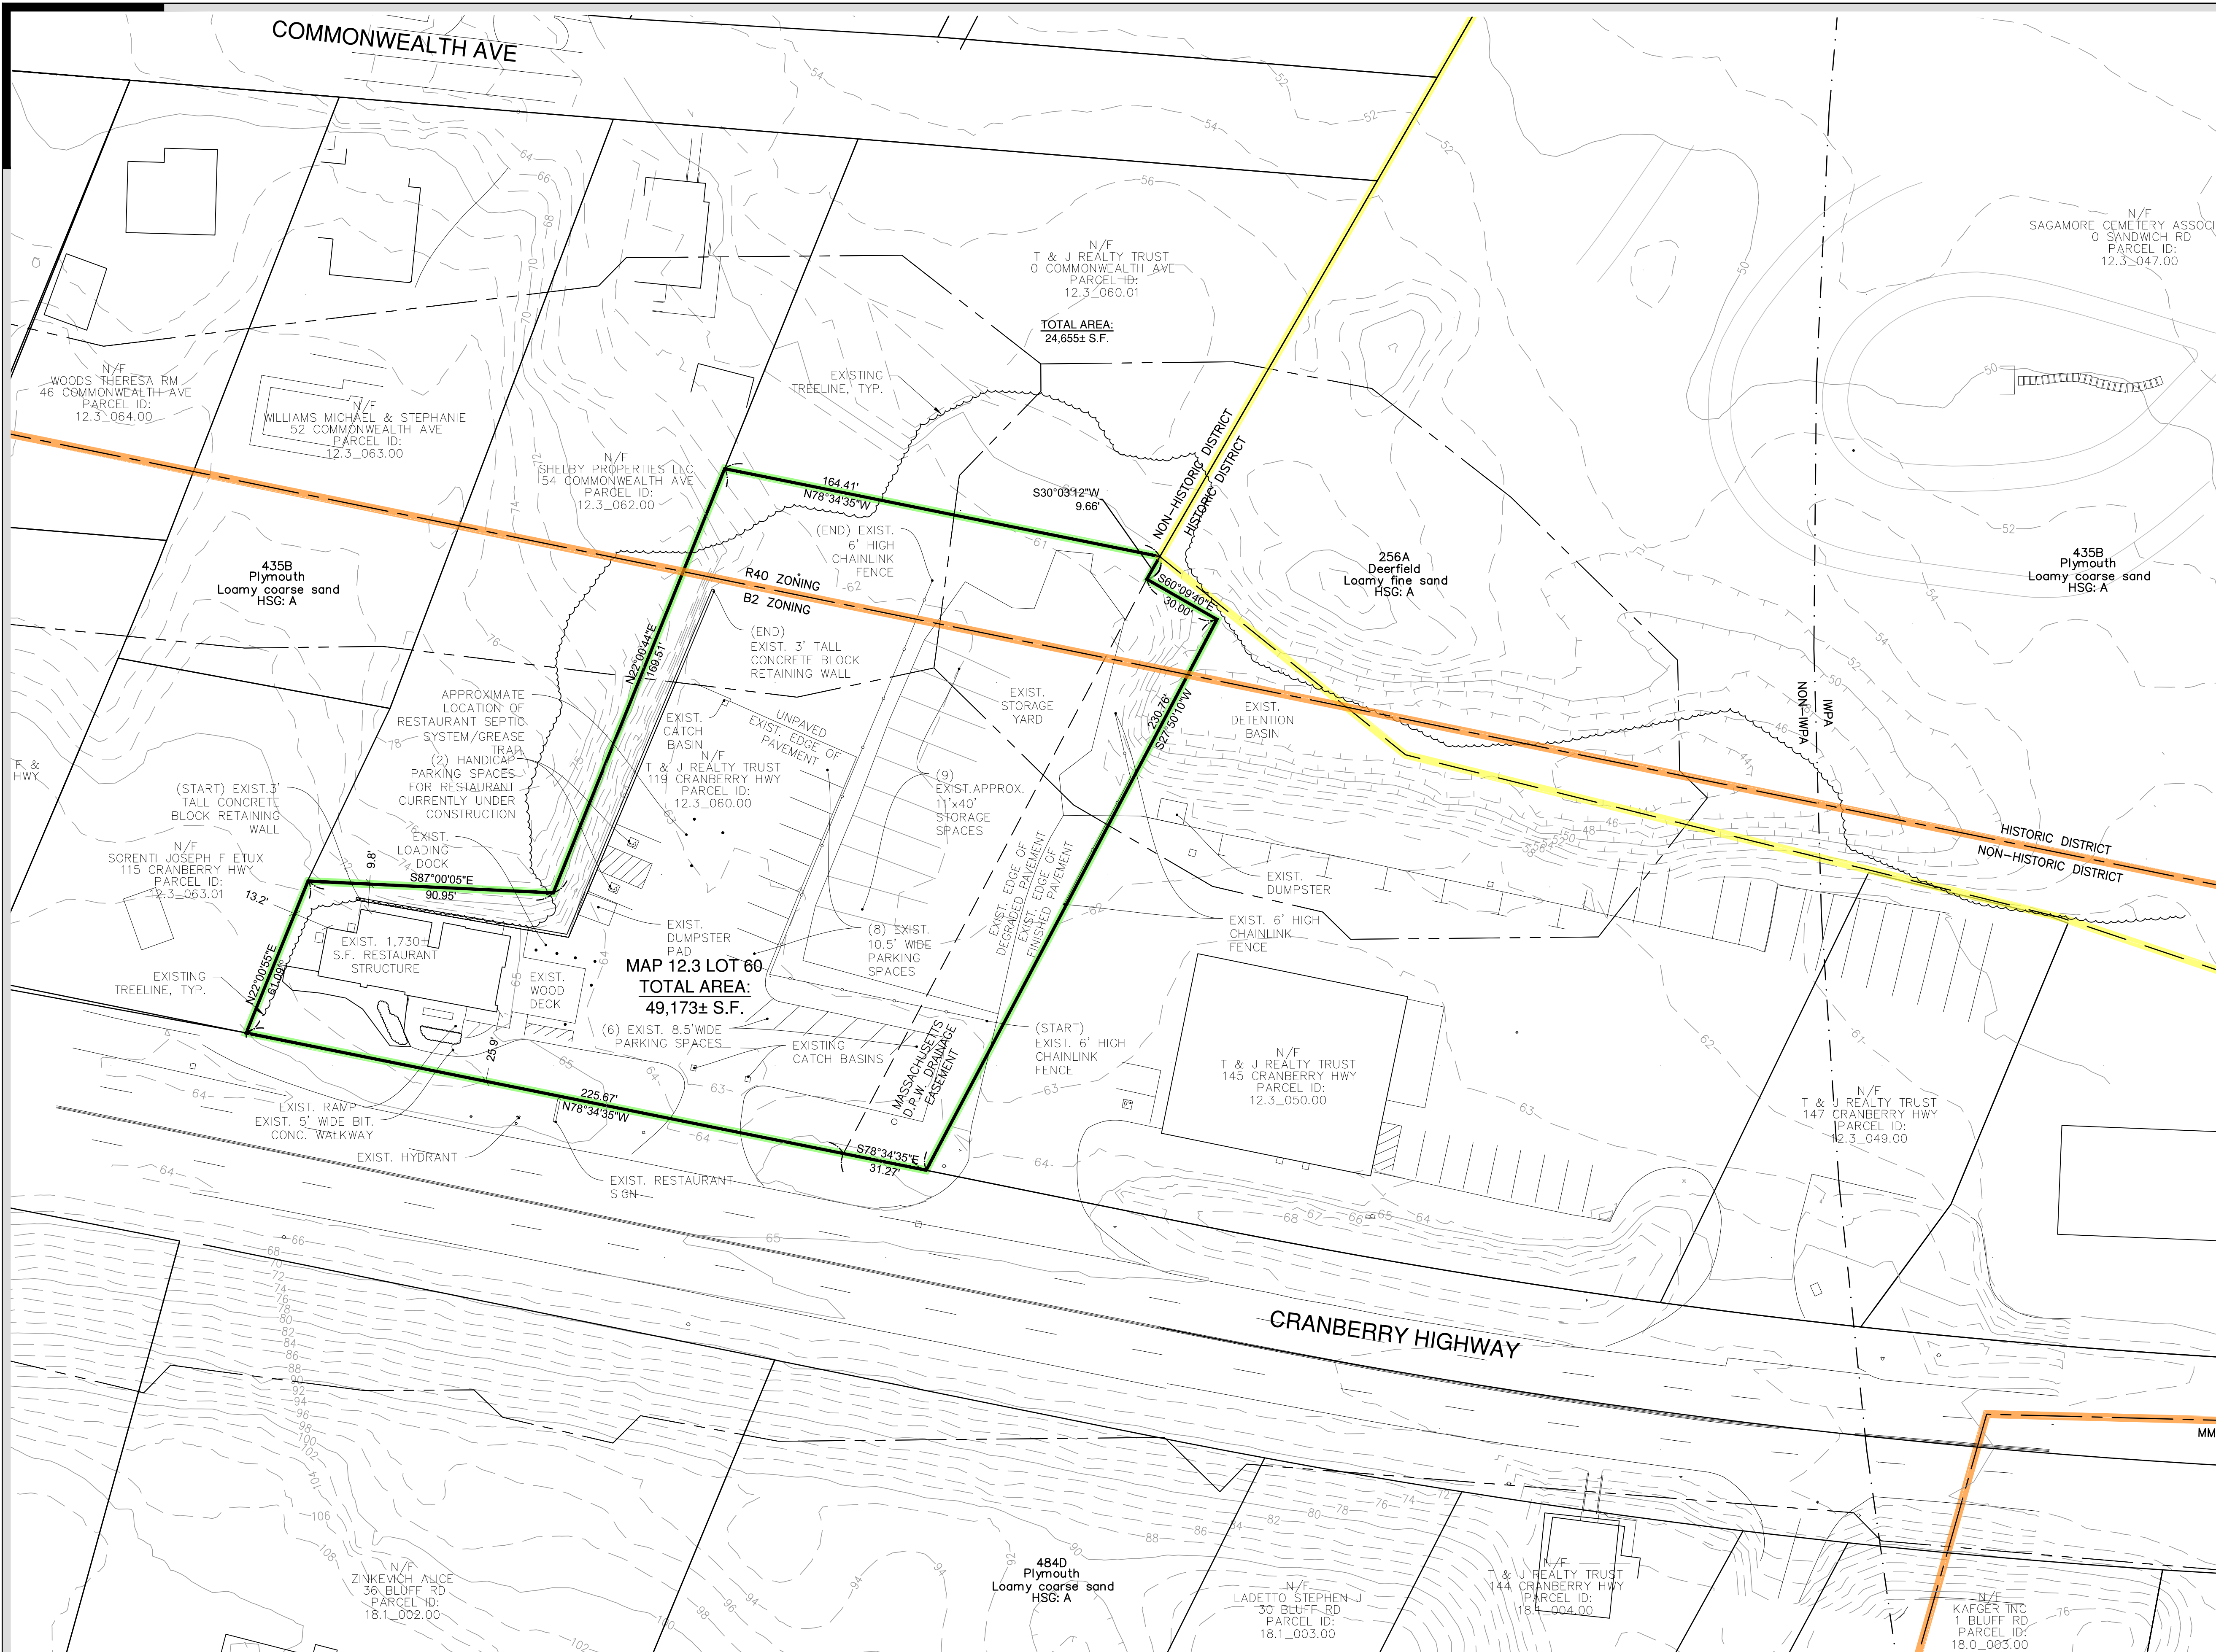 COMMONWEALTH AVE
N/F
SAGAMORE CEMETERY ASSOCI
0 SANDWICH RD
PARCEL ID:
12.3_047.00
N/F
T & J REALTY TRUST
0 COMMONWEALTH AVE
PARCEL ID:
12.3_060.01
TOTAL AREA:
24,655± S.F.
EXISTING
TREELINE, TYP.
N/F
WOODS THERESA RM
46 COMMONWEALTH AVE
PARCEL ID:
12.3_064.00
N/F
WILLIAMS MICHAEL & STEPHANIE
52 COMMONWEALTH AVE
PARCEL ID:
12.3_063.00
N/F
SHELBY PROPERTIES LLC
54 COMMONWEALTH AVE
PARCEL ID:
12.3_062.00
164.41'
N78°34'35"W
S30°03'12"W
9.66'
NON-HISTORIC DISTRICT
HISTORIC DISTRICT
(END) EXIST.
6' HIGH
CHAINLINK
FENCE
435B
Plymouth
Loamy coarse sand
HSG: A
R40 ZONING
B2 ZONING
S60°09'40"E
30.00'
256A
Deerfield
Loamy fine sand
HSG: A
435B
Plymouth
Loamy coarse sand
HSG: A
(END)
EXIST. 3' TALL
CONCRETE BLOCK
RETAINING WALL
N22°00'44"E
169.51'
EXIST.
STORAGE
YARD
230.76'
S27°50'10"W
EXIST.
DETENTION
BASIN
NON-IWPA
IWPA
APPROXIMATE
LOCATION OF
RESTAURANT SEPTIC
SYSTEM/GREASE
TRAP
(2) HANDICAP
PARKING SPACES
FOR RESTAURANT
CURRENTLY UNDER
CONSTRUCTION
EXIST.
CATCH
BASIN
UNPAVED
EXIST. EDGE OF
PAVEMENT
N/F
T & J REALTY TRUST
119 CRANBERRY HWY
PARCEL ID:
12.3_060.00
(9)
EXIST.APPROX.
11'x40'
STORAGE
SPACES
F &
HWY
(START) EXIST.3'
TALL CONCRETE
BLOCK RETAINING
WALL
EXIST.
LOADING
DOCK
N/F
SORENTI JOSEPH F ETUX
115 CRANBERRY HWY
PARCEL ID:
12.3_063.01
9.8'
S87°00'05"E
90.95'
13.2'
EXIST. EDGE OF
DEGRADED PAVEMENT
EXIST. EDGE OF
FINISHED PAVEMENT
EXIST.
DUMPSTER
HISTORIC DISTRICT
NON-HISTORIC DISTRICT
EXIST. 6' HIGH
CHAINLINK
FENCE
EXIST.
DUMPSTER
PAD
(8) EXIST.
10.5' WIDE
PARKING
SPACES
EXIST. 1,730±
S.F. RESTAURANT
STRUCTURE
N22°00'55"E
61.09'
EXISTING
TREELINE, TYP.
EXIST.
WOOD
DECK
MAP 12.3 LOT 60
TOTAL AREA:
49,173± S.F.
(6) EXIST. 8.5'WIDE
PARKING SPACES
EXISTING
CATCH BASINS
MASSACHUSETTS
D.P.W. DRAINAGE
EASEMENT
(START)
EXIST. 6' HIGH
CHAINLINK
FENCE
25.9'
N/F
T & J REALTY TRUST
145 CRANBERRY HWY
PARCEL ID:
12.3_050.00
N/F
T & J REALTY TRUST
147 CRANBERRY HWY
PARCEL ID:
12.3_049.00
225.67'
N78°34'35"W
EXIST. RAMP
EXIST. 5' WIDE BIT.
CONC. WALKWAY
EXIST. HYDRANT
S78°34'35"E
31.27'
EXIST. RESTAURANT
SIGN
CRANBERRY HIGHWAY
MM
N/F
ZINKEVICH ALICE
36 BLUFF RD
PARCEL ID:
18.1_002.00
484D
Plymouth
Loamy coarse sand
HSG: A
N/F
LADETTO STEPHEN J
30 BLUFF RD
PARCEL ID:
18.1_003.00
N/F
T & J REALTY TRUST
144 CRANBERRY HWY
PARCEL ID:
18.1_004.00
N/F
KAFGER INC
1 BLUFF RD
PARCEL ID:
18.0_003.00